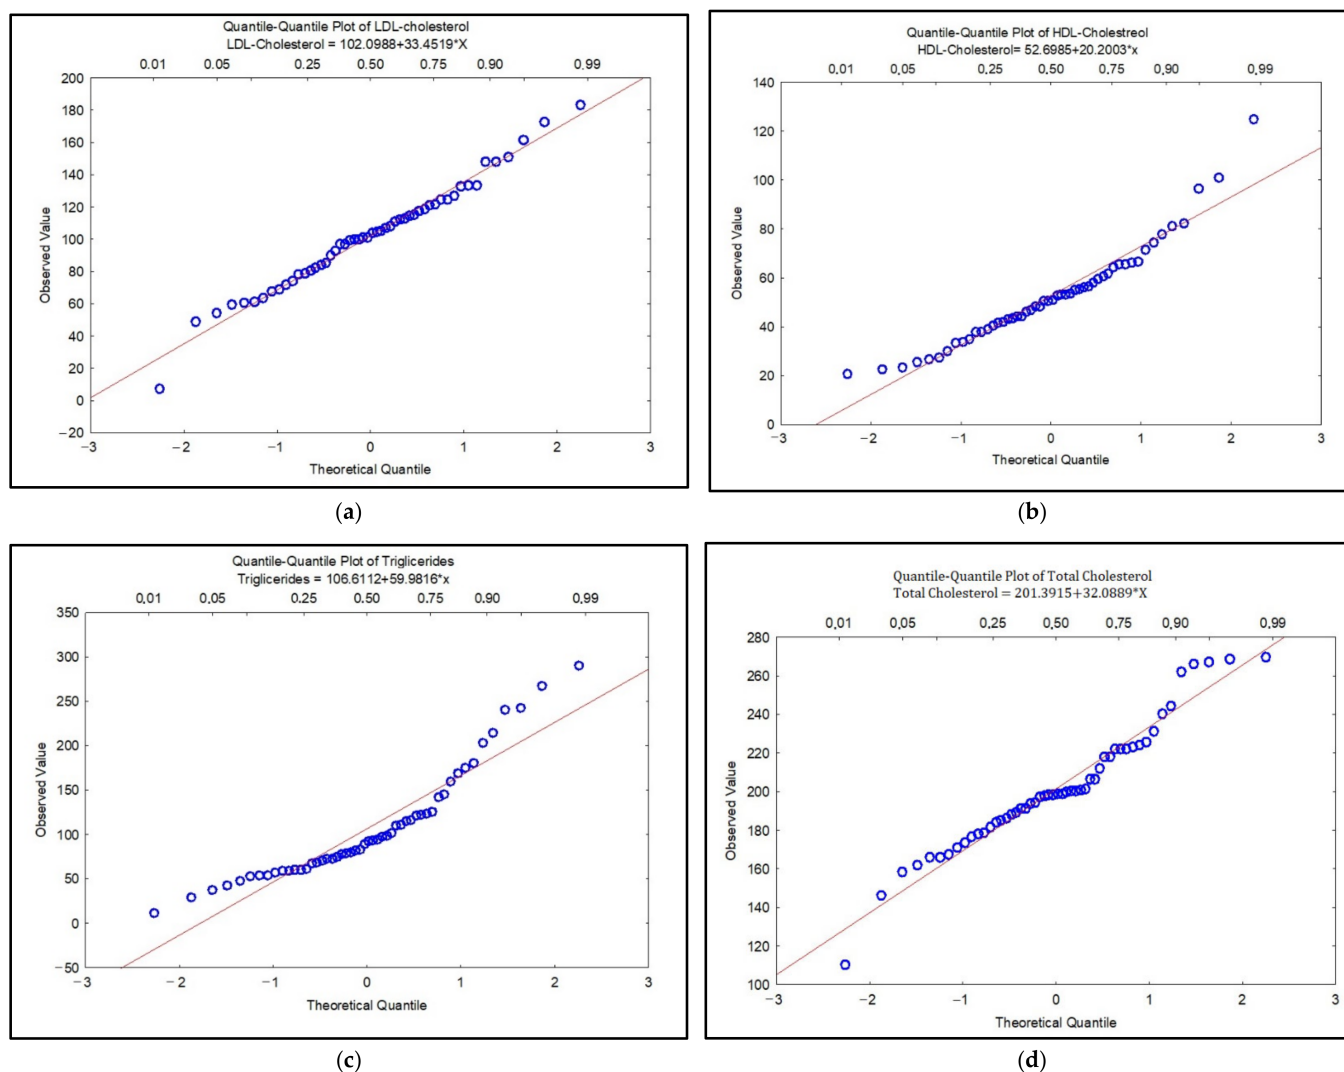 Quantile-Quantile Plot of LDL-cholesterol
LDL-Cholesterol = 102.0988+33.4519*X
0.01 0.05 0.25 0.50 0.75 0.90 0.99
200
180
160
140
120
100
80
60
40
20
0
−20
Observed Value
−3 −2 −1 0 1 2 3
Theoretical Quantile
(a)
Quantile-Quantile Plot of HDL-Cholestreol
HDL-Cholesterol= 52.6985+20.2003*x
0,01 0,05 0,25 0,50 0,75 0,90 0,99
140
120
100
80
60
40
20
0
Observed Value
−3 −2 −1 0 1 2 3
Theoretical Quantile
(b)
Quantile-Quantile Plot of Triglicerides
Triglicerides = 106.6112+59.9816*x
0,01 0,05 0,25 0,50 0,75 0,90 0,99
350
300
250
200
150
100
50
0
−50
Observed Value
−3 −2 −1 0 1 2 3
Theoretical Quantile
(c)
Quantile-Quantile Plot of Total Cholesterol
Total Cholesterol = 201.3915+32.0889*X
0,01 0,05 0,25 0,50 0,75 0,90 0,99
280
260
240
220
200
180
160
140
120
100
Observed Value
−3 −2 −1 0 1 2 3
Theoretical Quantile
(d)